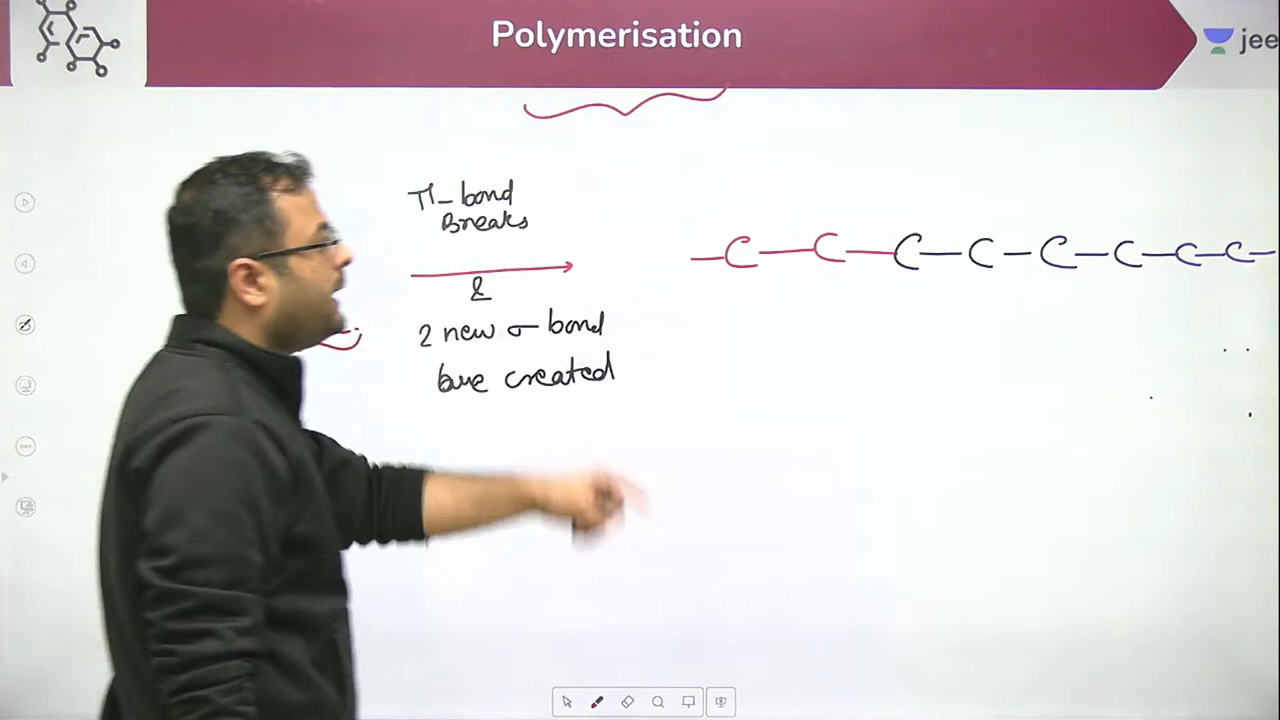 Polymerisation
jee
π-bond
Breaks
&
2 new σ-bond
are created
-C-C-C-C-C-C-C-C-